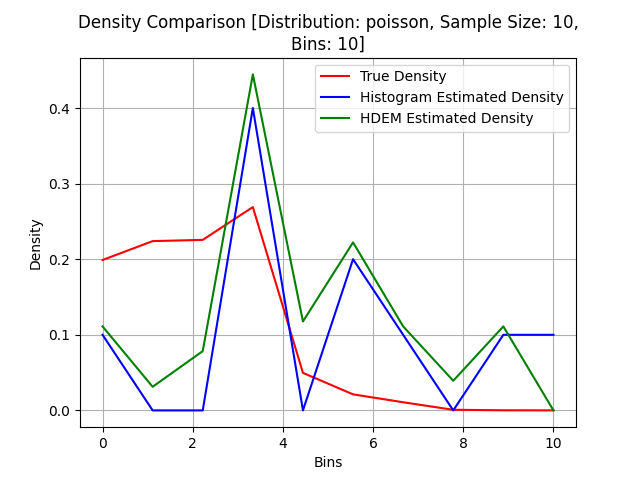 Density Comparison [Distribution: poisson, Sample Size: 10,
Bins: 10]
True Density
Histogram Estimated Density
HDEM Estimated Density
Density
0.4
0.3
0.2
0.1
0.0
0 2 4 6 8 10
Bins